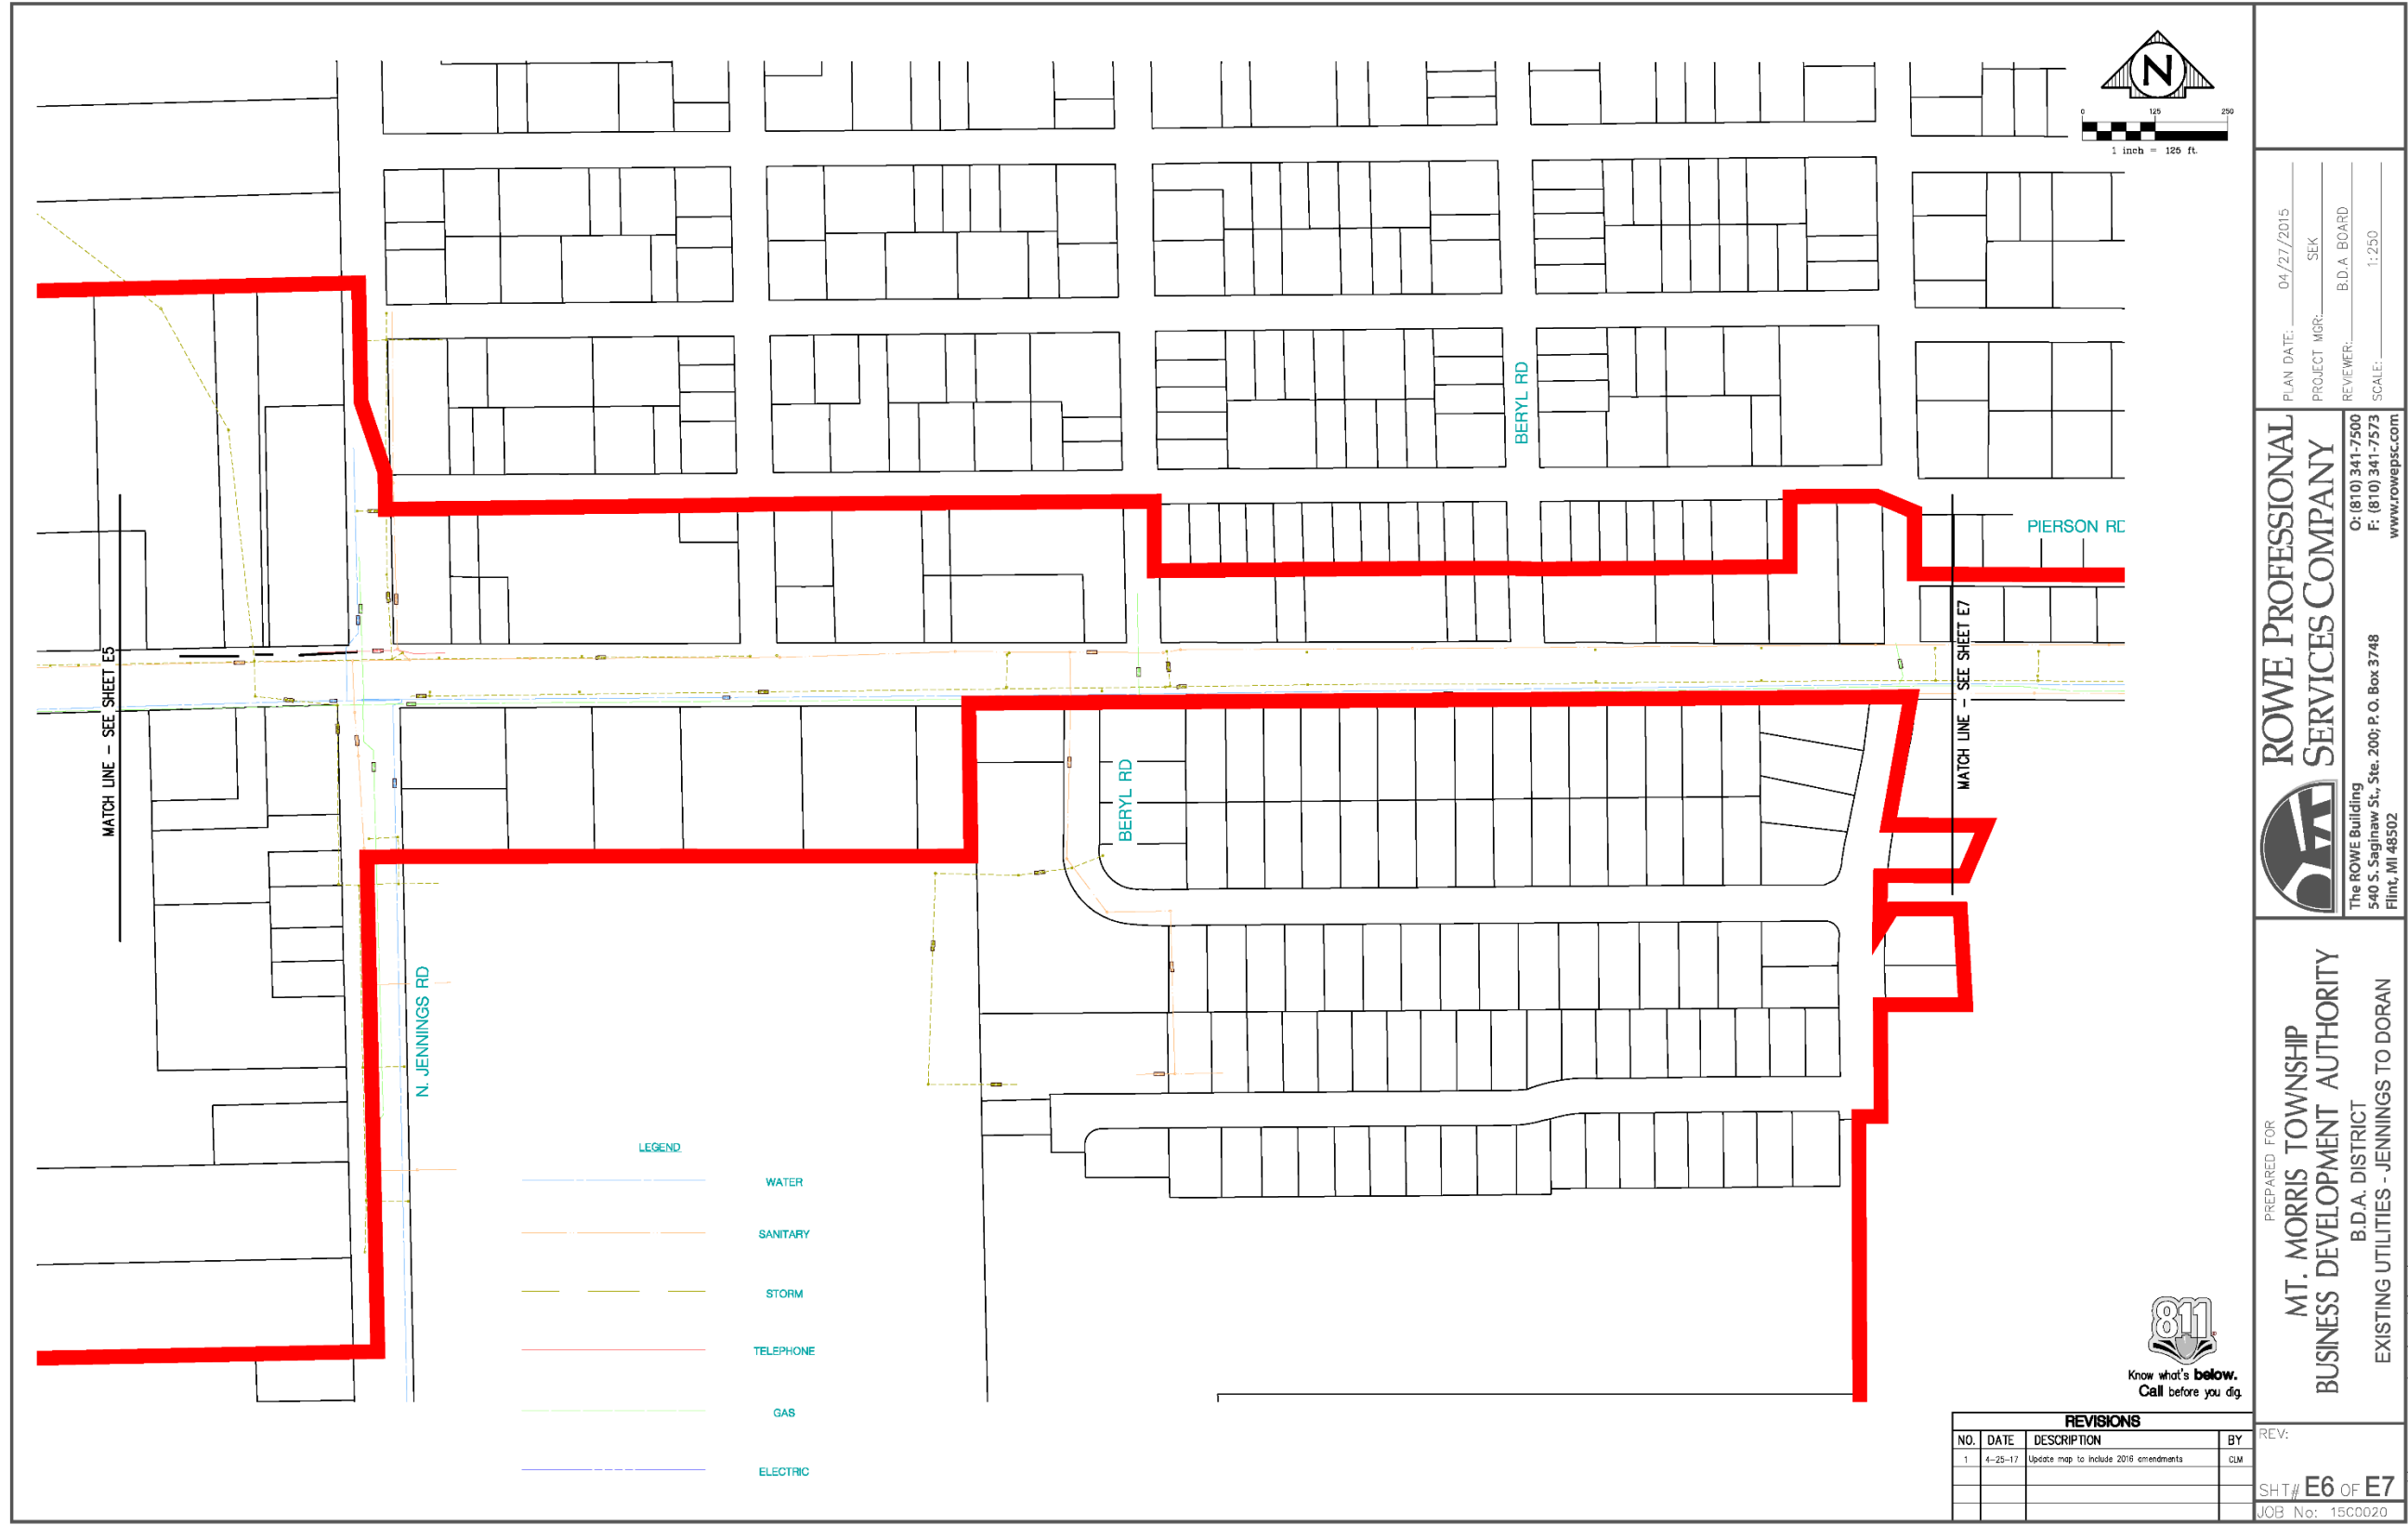 N
0 125 250
1 inch = 125 ft.
BERYL RD
PIERSON RD
MATCH LINE - SEE SHEET E5
MATCH LINE - SEE SHEET E7
BERYL RD
N. JENNINGS RD
LEGEND
WATER
SANITARY
STORM
TELEPHONE
GAS
ELECTRIC
811
Know what's below.
Call before you dig.
REVISIONS
NO. DATE DESCRIPTION BY
1 4-25-17 Update map to include 2016 amendments CLM
PLAN DATE: 04/27/2015
PROJECT MGR: SEK
REVIEWER: B.D.A BOARD
SCALE: 1:250
ROWE PROFESSIONAL
SERVICES COMPANY
The ROWE Building
540 S. Saginaw St., Ste. 200; P. O. Box 3748
Flint, MI 48502
O: (810) 341-7500
F: (810) 341-7573
www.rowepsc.com
PREPARED FOR
MT. MORRIS TOWNSHIP
BUSINESS DEVELOPMENT AUTHORITY
B.D.A. DISTRICT
EXISTING UTILITIES - JENNINGS TO DORAN
REV:
SHT# E6 OF E7
JOB No: 15C0020